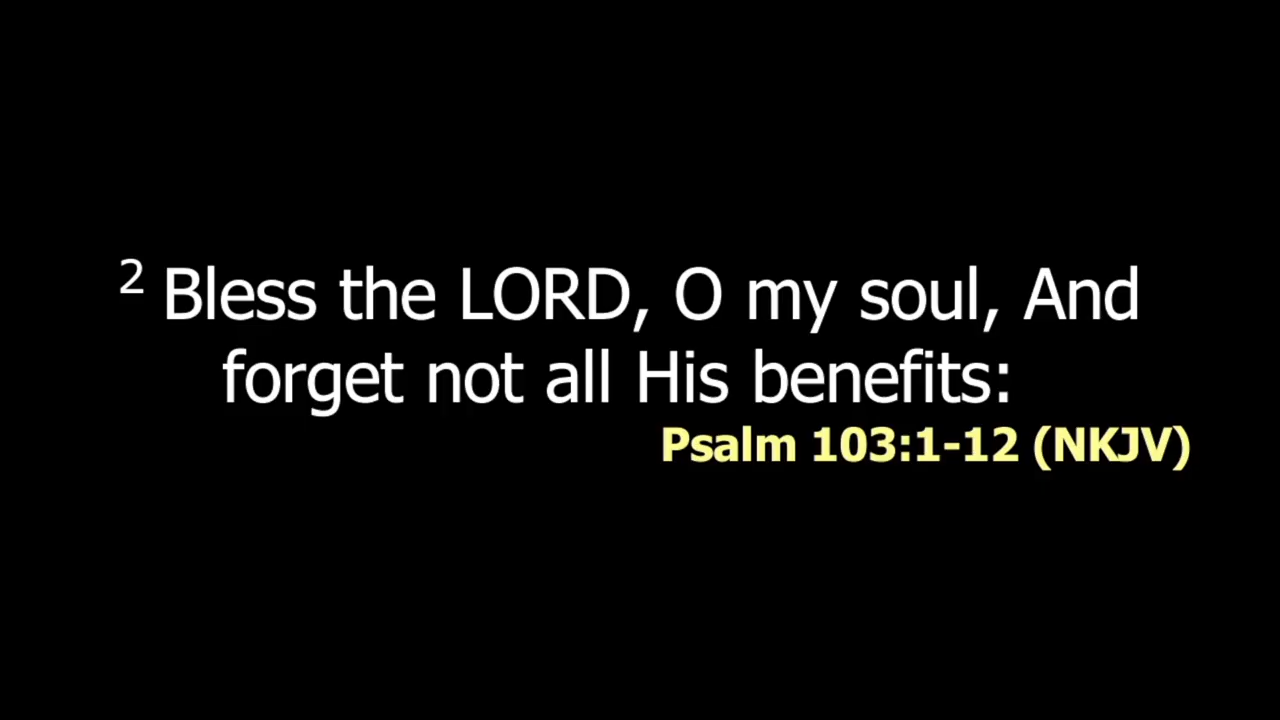 2 Bless the LORD, O my soul, And
forget not all His benefits:
Psalm 103:1-12 (NKJV)